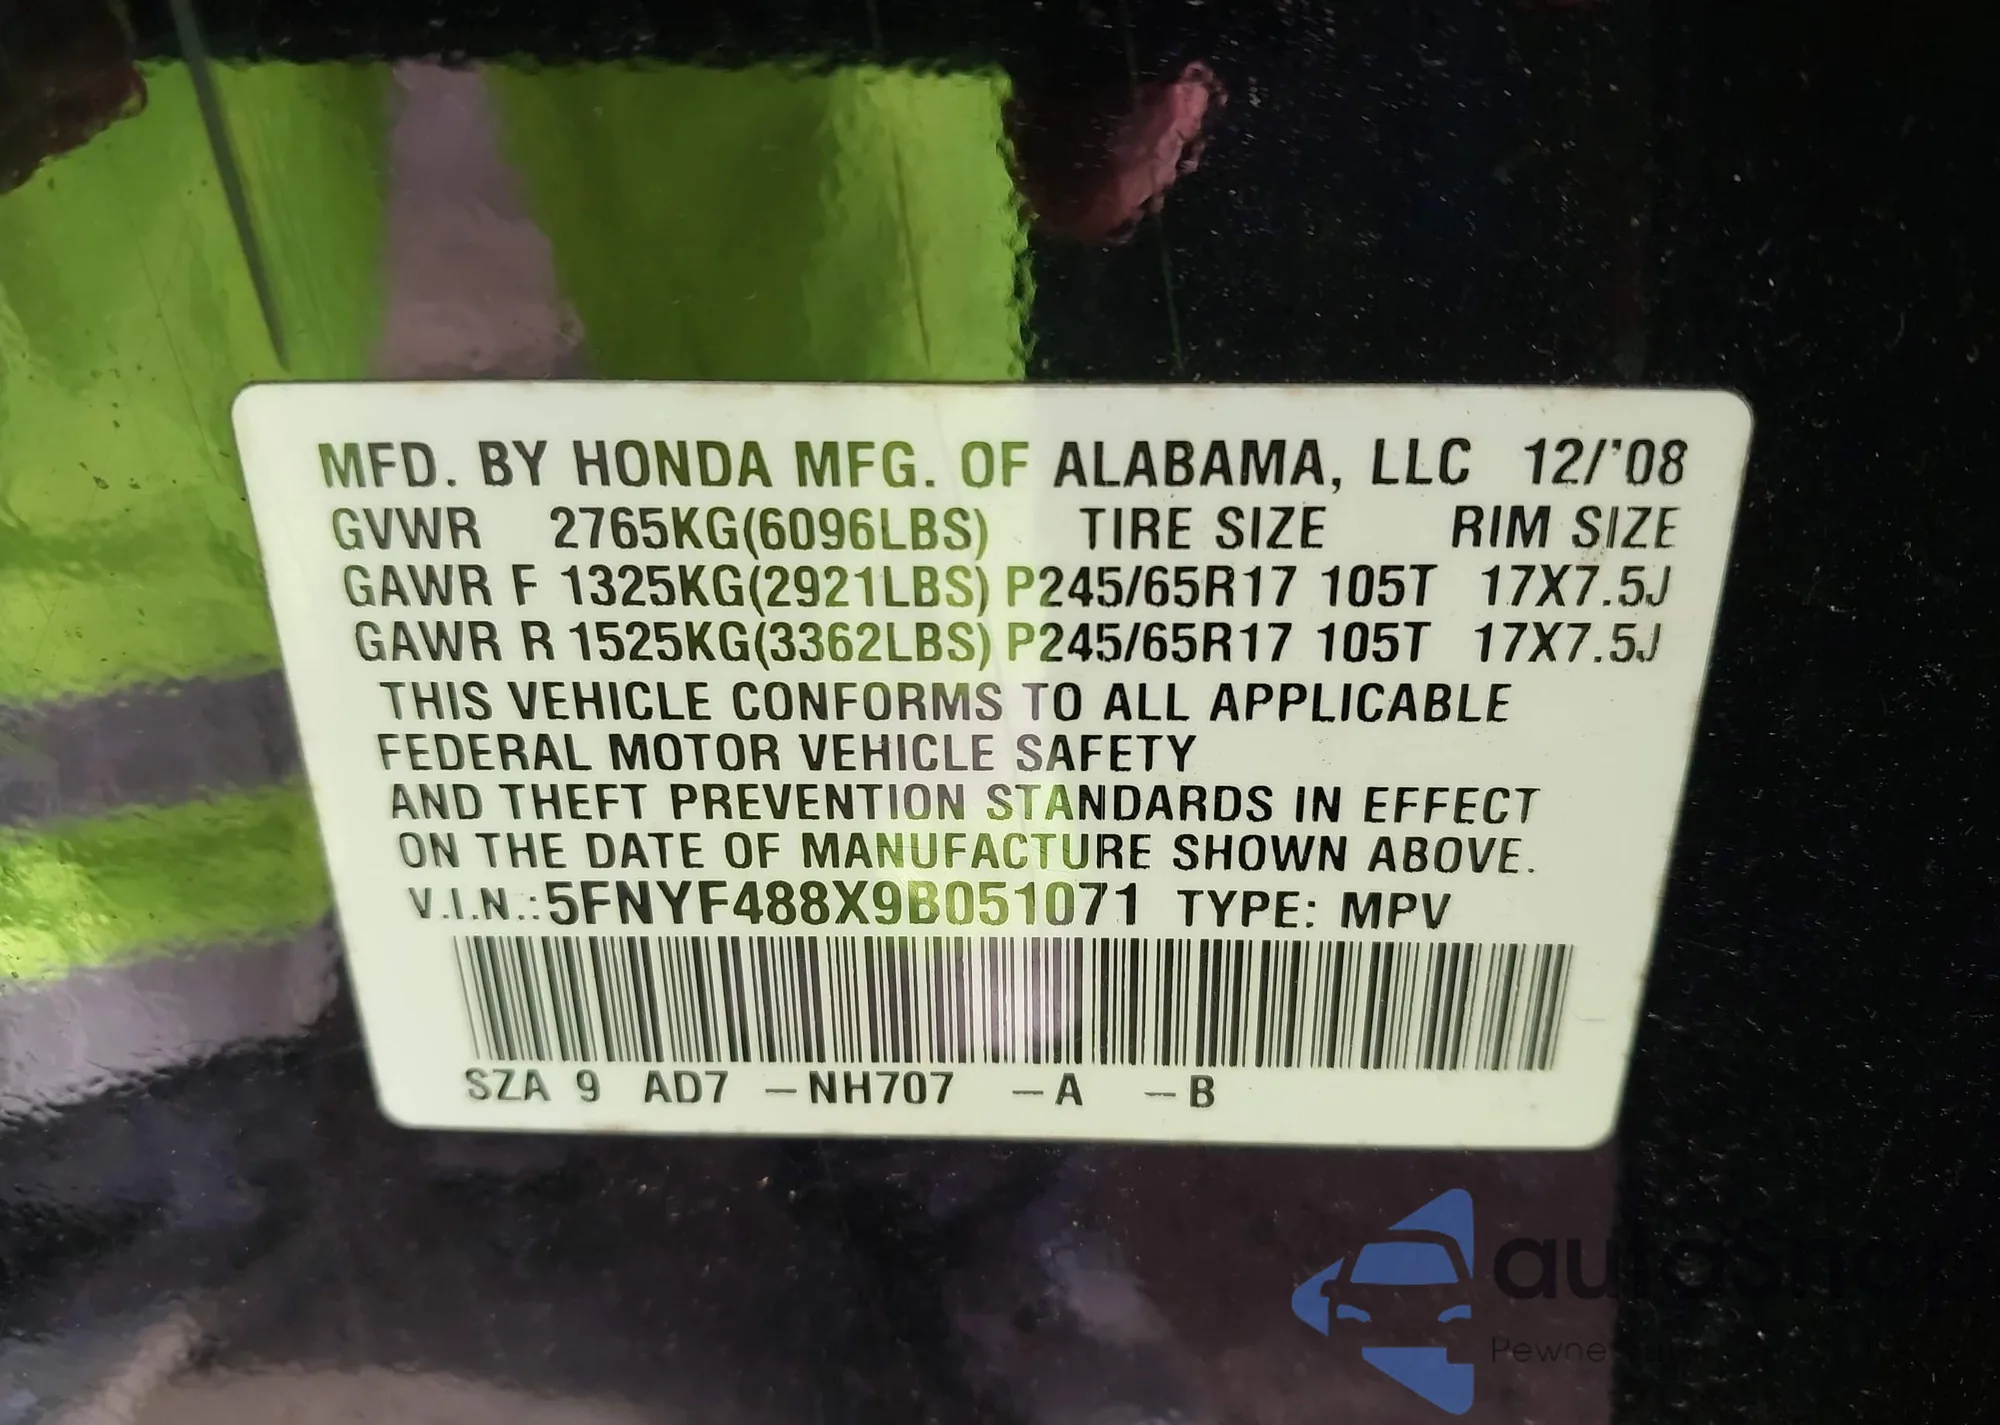 MFD. BY HONDA MFG. OF ALABAMA, LLC 12/'08
GVWR 2765KG(6096LBS) TIRE SIZE RIM SIZE
GAWR F 1325KG(2921LBS) P245/65R17 105T 17X7.5J
GAWR R 1525KG(3362LBS) P245/65R17 105T 17X7.5J
THIS VEHICLE CONFORMS TO ALL APPLICABLE
FEDERAL MOTOR VEHICLE SAFETY
AND THEFT PREVENTION STANDARDS IN EFFECT
ON THE DATE OF MANUFACTURE SHOWN ABOVE.
V.I.N.: 5FNYF488X9B051071 TYPE: MPV
SZA 9 AD7 –NH707 –A –B
autoshop
Pewne